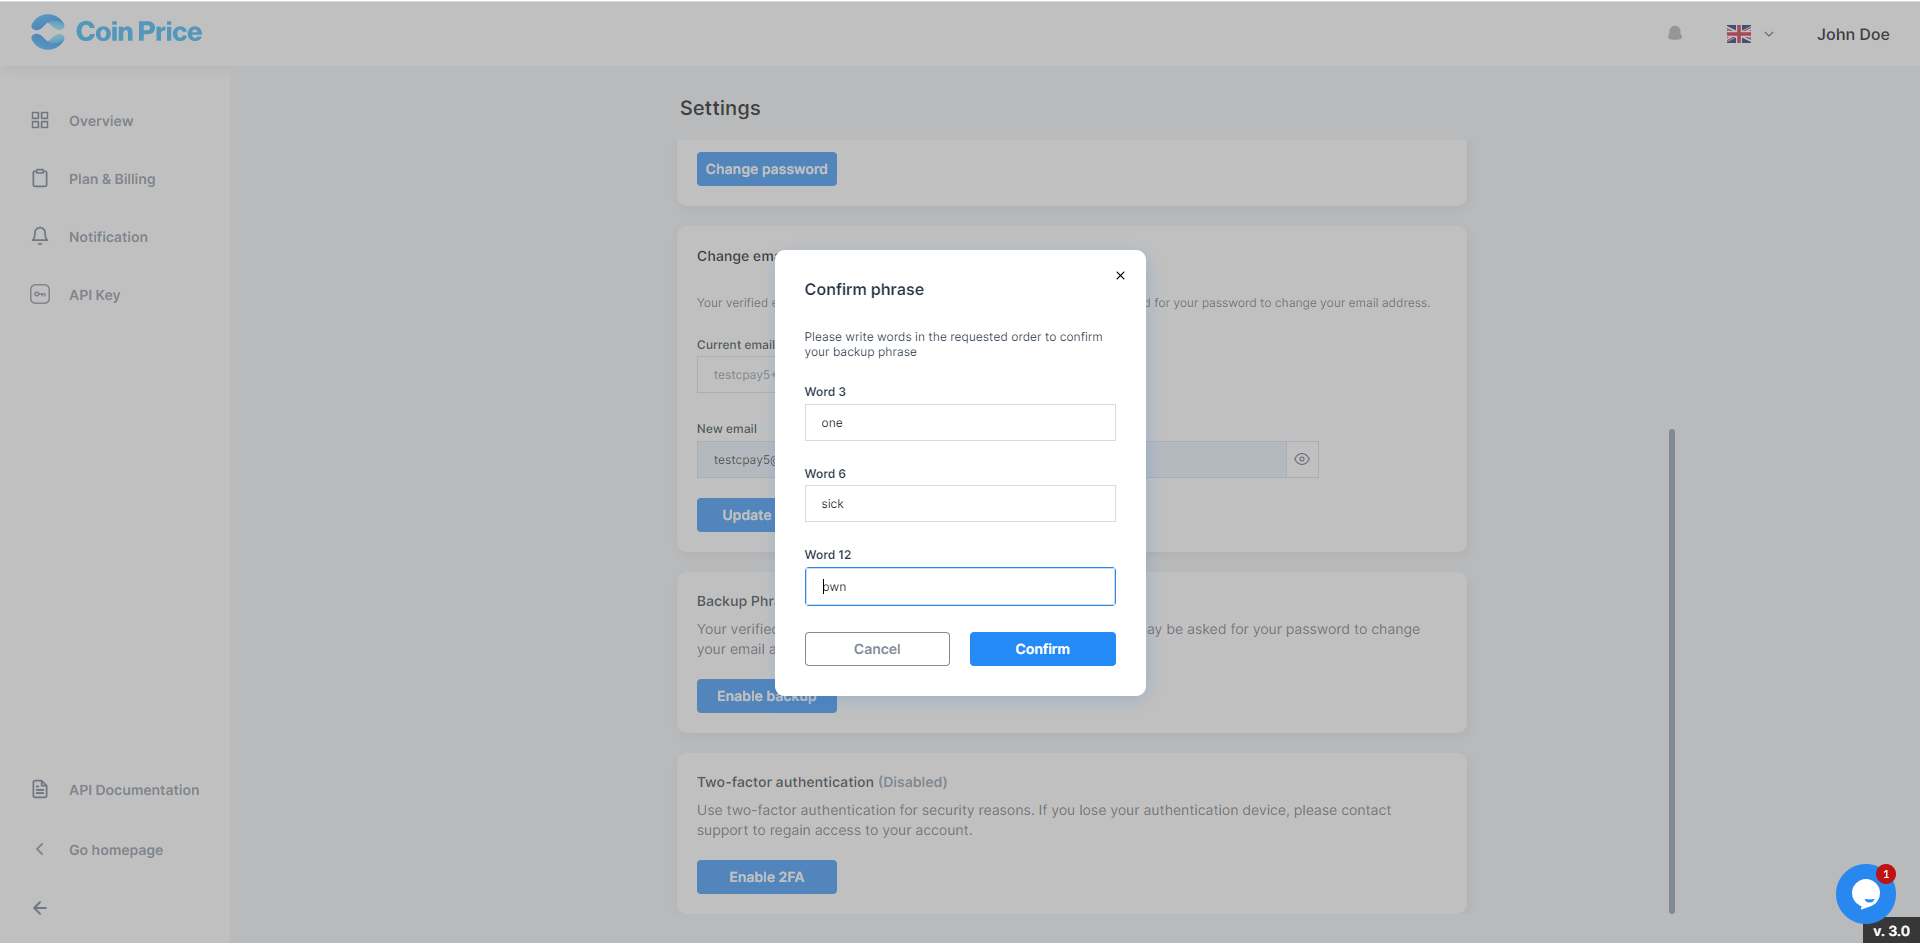 Coin Price
John Doe
Overview
Plan & Billing
Notification
API Key
API Documentation
Go homepage
Settings
Change password
Change em
Your verified
d for your password to change your email address.
Current email
testcpay5+
New email
testcpay5@
Update
Backup Phr
Your verified
ay be asked for your password to change
your email a
Enable backup
Two-factor authentication (Disabled)
Use two-factor authentication for security reasons. If you lose your authentication device, please contact
support to regain access to your account.
Enable 2FA
Confirm phrase
Please write words in the requested order to confirm
your backup phrase
Word 3
one
Word 6
sick
Word 12
own
Cancel
Confirm
1
v. 3.0